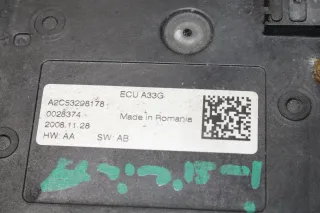 ECU A33G
A2C53298178
0028374
Made in Romania
2008.11.28
HW: AA SW: AB